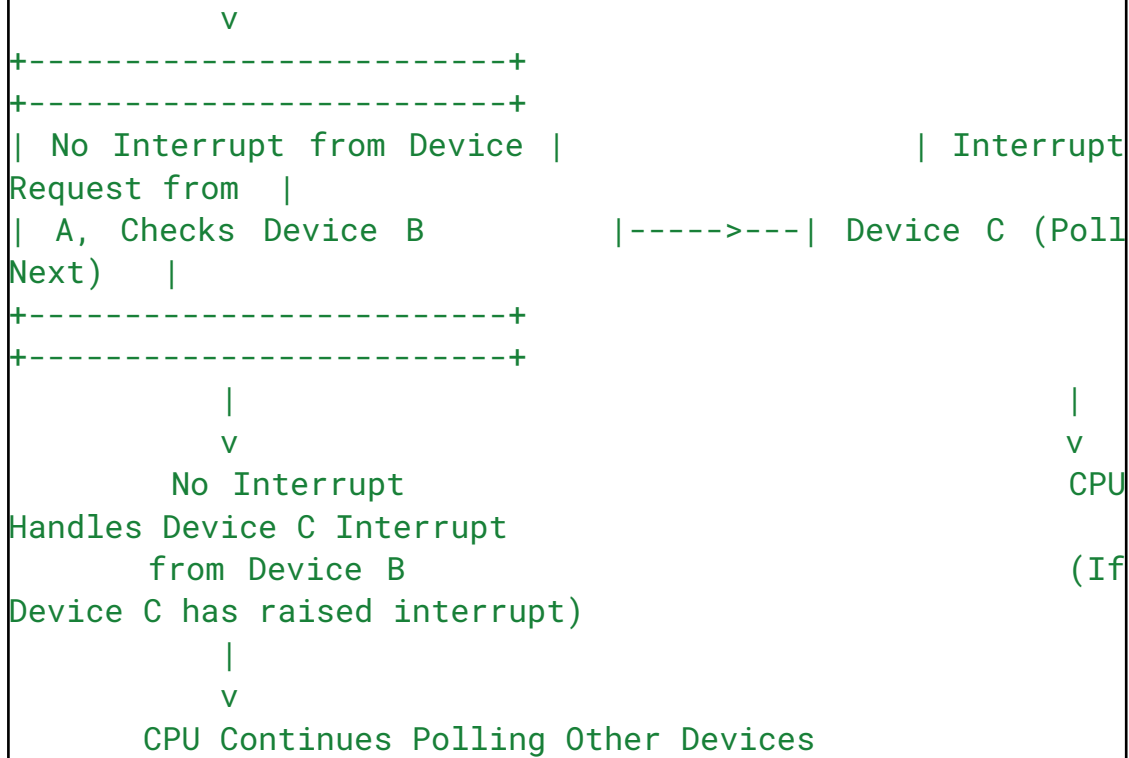 v
+-------------------------+
+-------------------------+
|  No Interrupt from Device |                   | Interrupt
Request from  |
|  A, Checks Device B          |----->---| Device C (Poll
Next)   |
+-------------------------+
+-------------------------+
            |                                            |
            v                                            v
         No Interrupt                                    CPU
Handles Device C Interrupt
        from Device B                                    (If
Device C has raised interrupt)
            |
            v
        CPU Continues Polling Other Devices